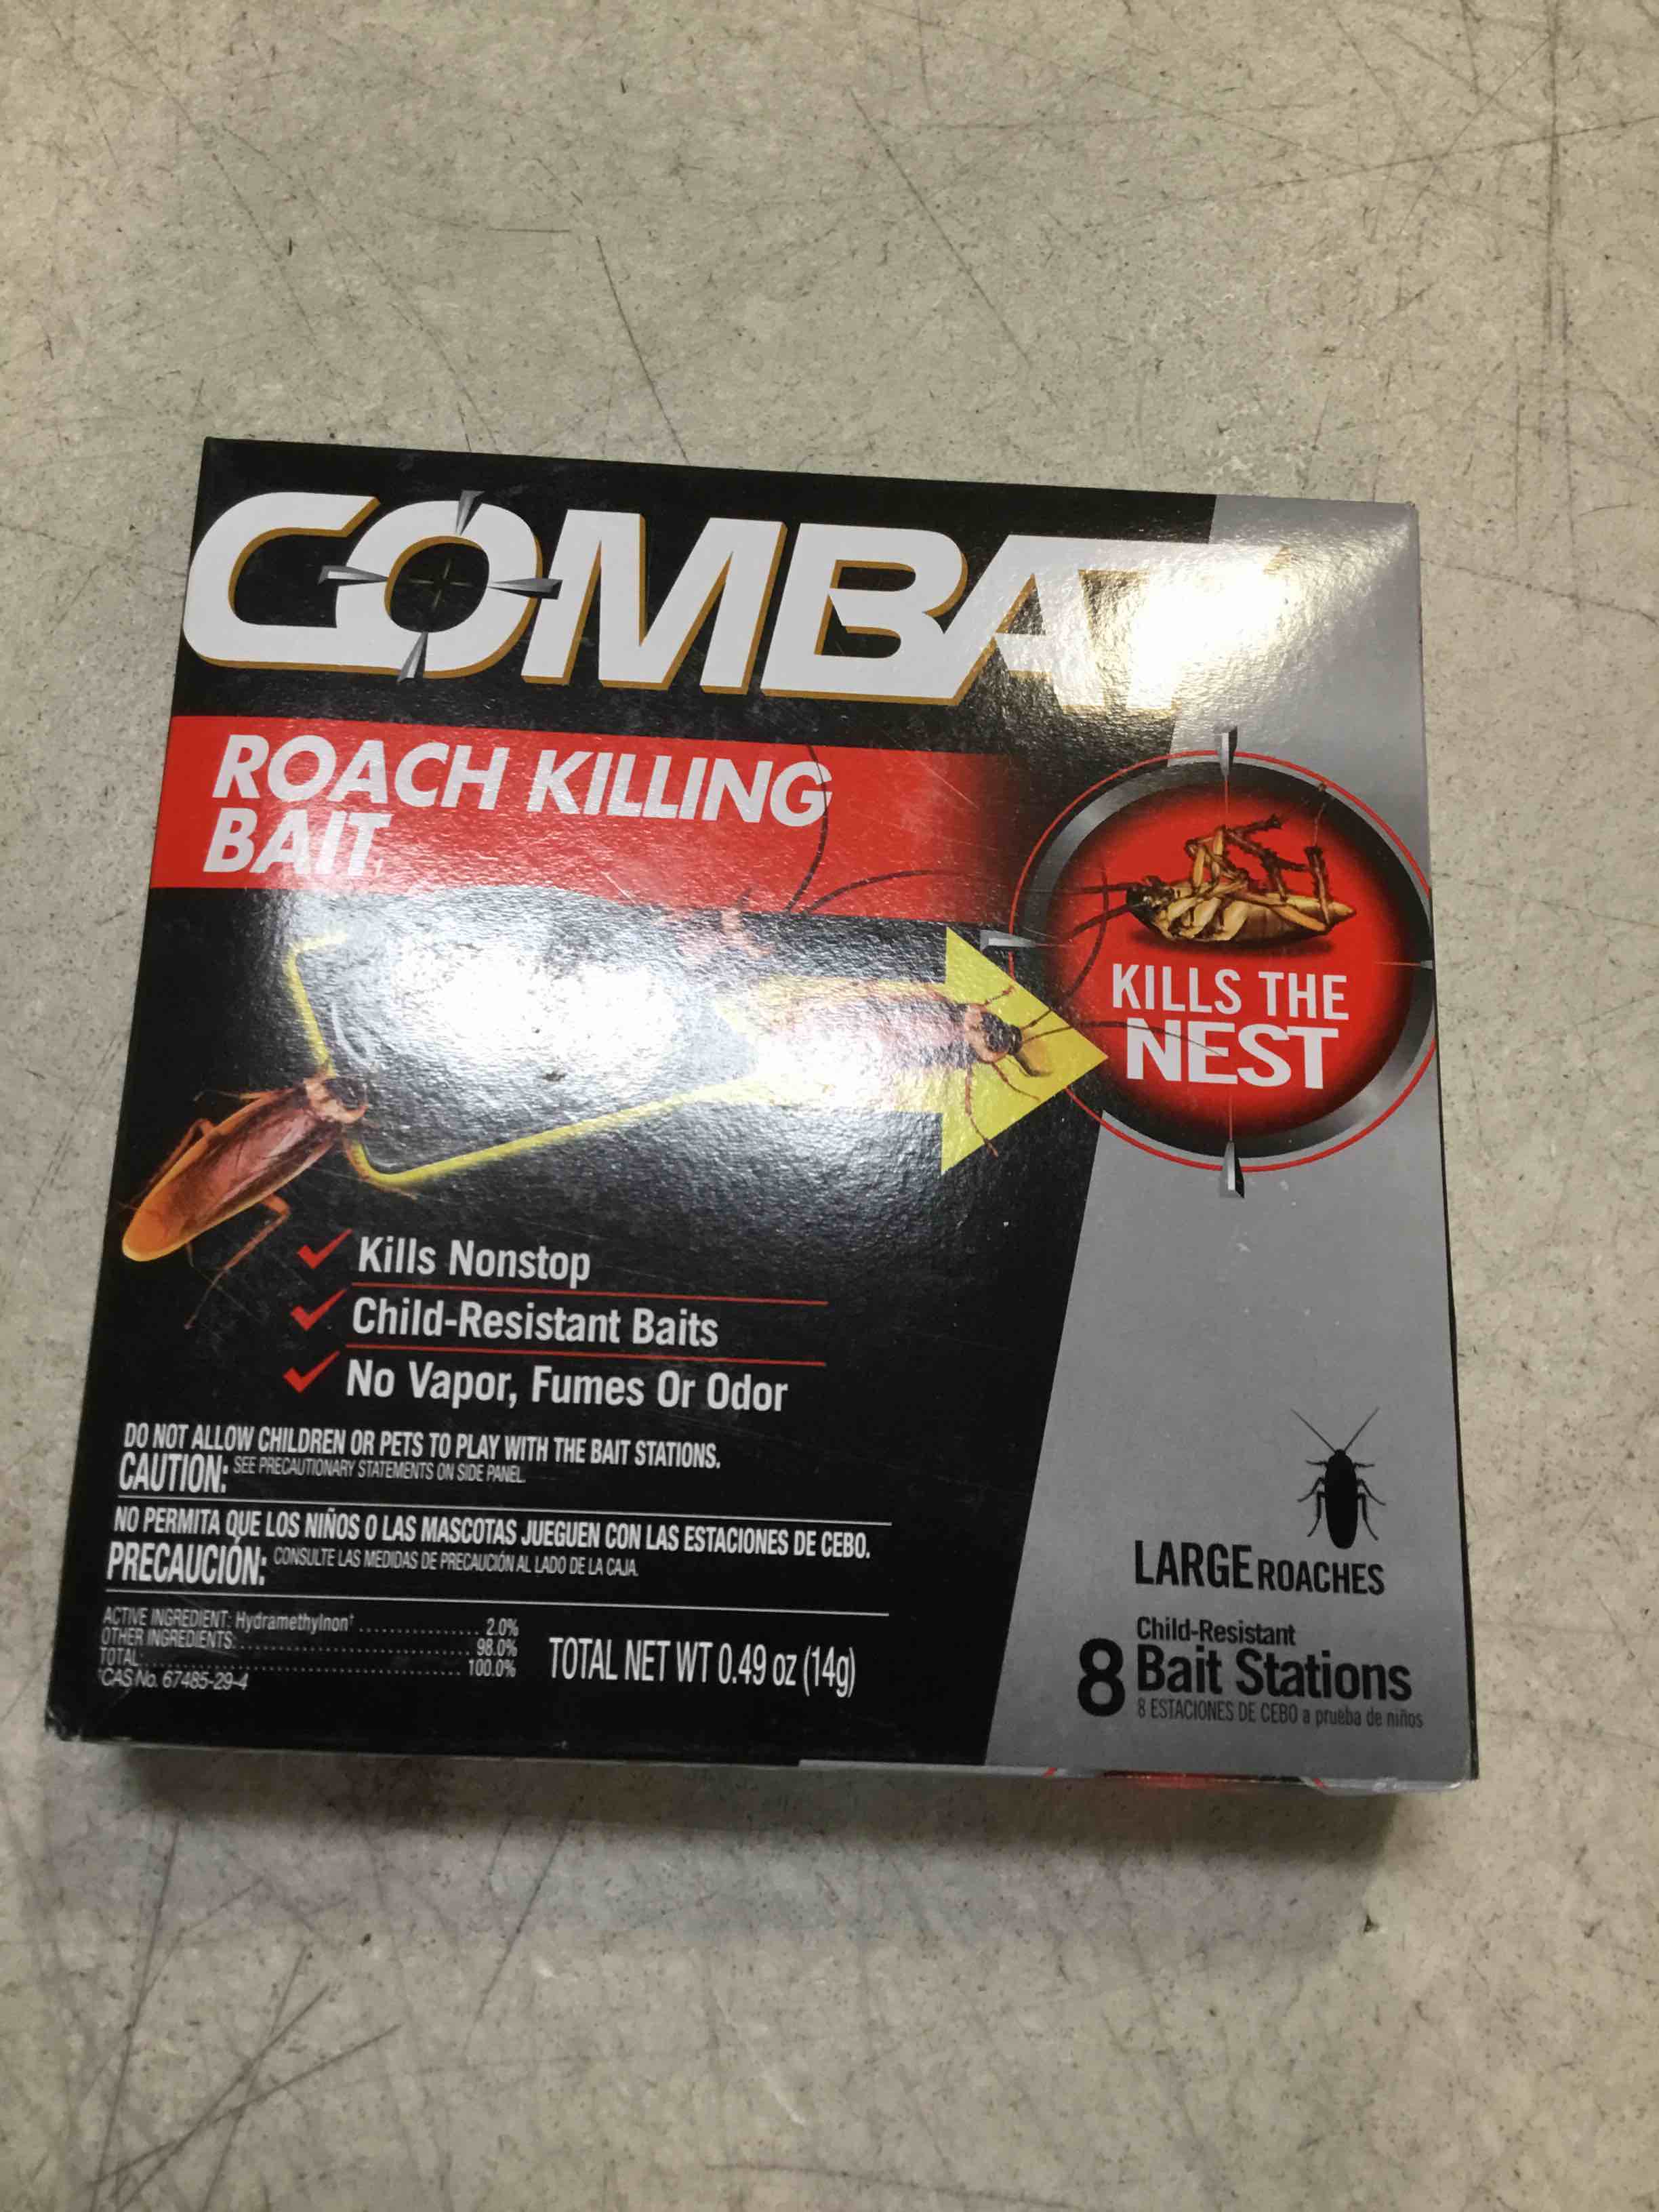 COMBAT
ROACH KILLING
BAIT
KILLS THE
NEST
Kills Nonstop
Child-Resistant Baits
No Vapor, Fumes Or Odor
DO NOT ALLOW CHILDREN OR PETS TO PLAY WITH THE BAIT STATIONS.
CAUTION: SEE PRECAUTIONARY STATEMENTS ON SIDE PANEL.
NO PERMITA QUE LOS NIÑOS O LAS MASCOTAS JUEGUEN CON LAS ESTACIONES DE CEBO.
PRECAUCIÓN: CONSULTE LAS MEDIDAS DE PRECAUCIÓN AL LADO DE LA CAJA.
ACTIVE INGREDIENT: Hydramethylnon† ................ 2.0%
OTHER INGREDIENTS: ................ 98.0%
TOTAL: ................ 100.0%
†CAS No. 67485-29-4
TOTAL NET WT 0.49 oz (14g)
LARGE ROACHES
8 Child-Resistant
Bait Stations
8 ESTACIONES DE CEBO a prueba de niños